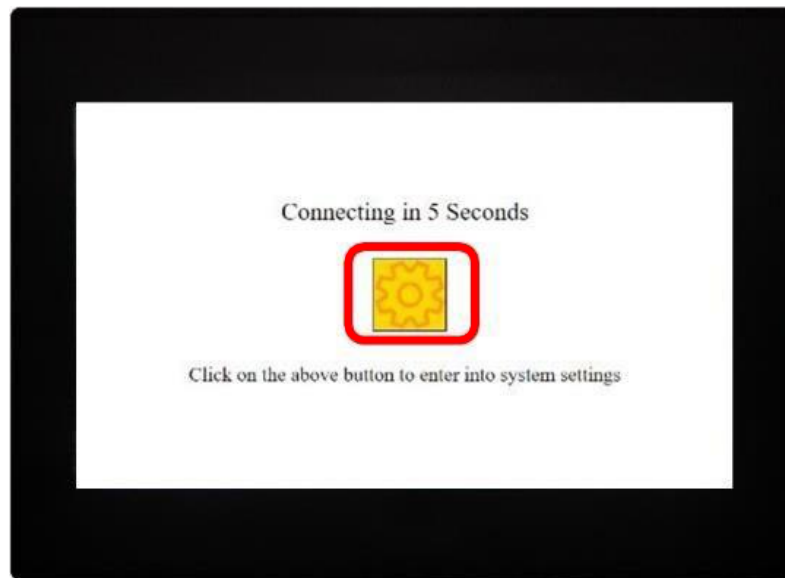 Connecting in 5 Seconds
Click on the above button to enter into system settings